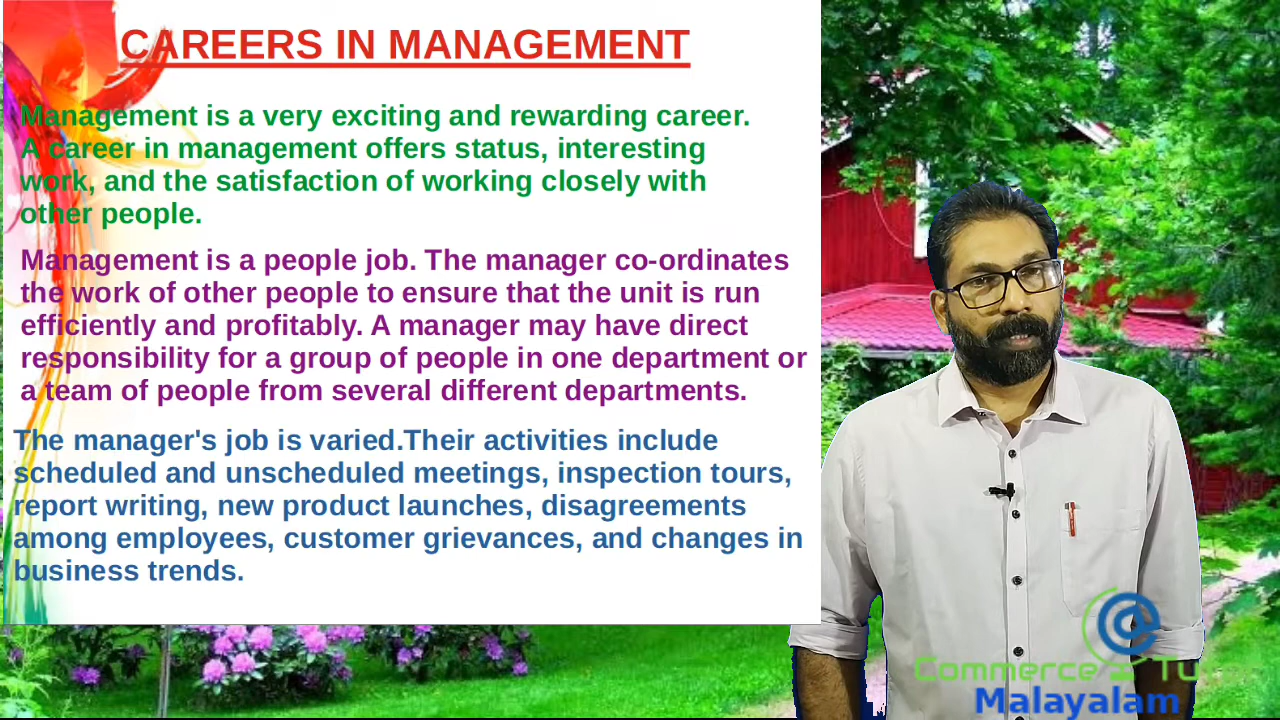 CAREERS IN MANAGEMENT
Management is a very exciting and rewarding career.
A career in management offers status, interesting
work, and the satisfaction of working closely with
other people.
Management is a people job. The manager co-ordinates
the work of other people to ensure that the unit is run
efficiently and profitably. A manager may have direct
responsibility for a group of people in one department or
a team of people from several different departments.
The manager's job is varied.Their activities include
scheduled and unscheduled meetings, inspection tours,
report writing, new product launches, disagreements
among employees, customer grievances, and changes in
business trends.
Commerce
Malayalam